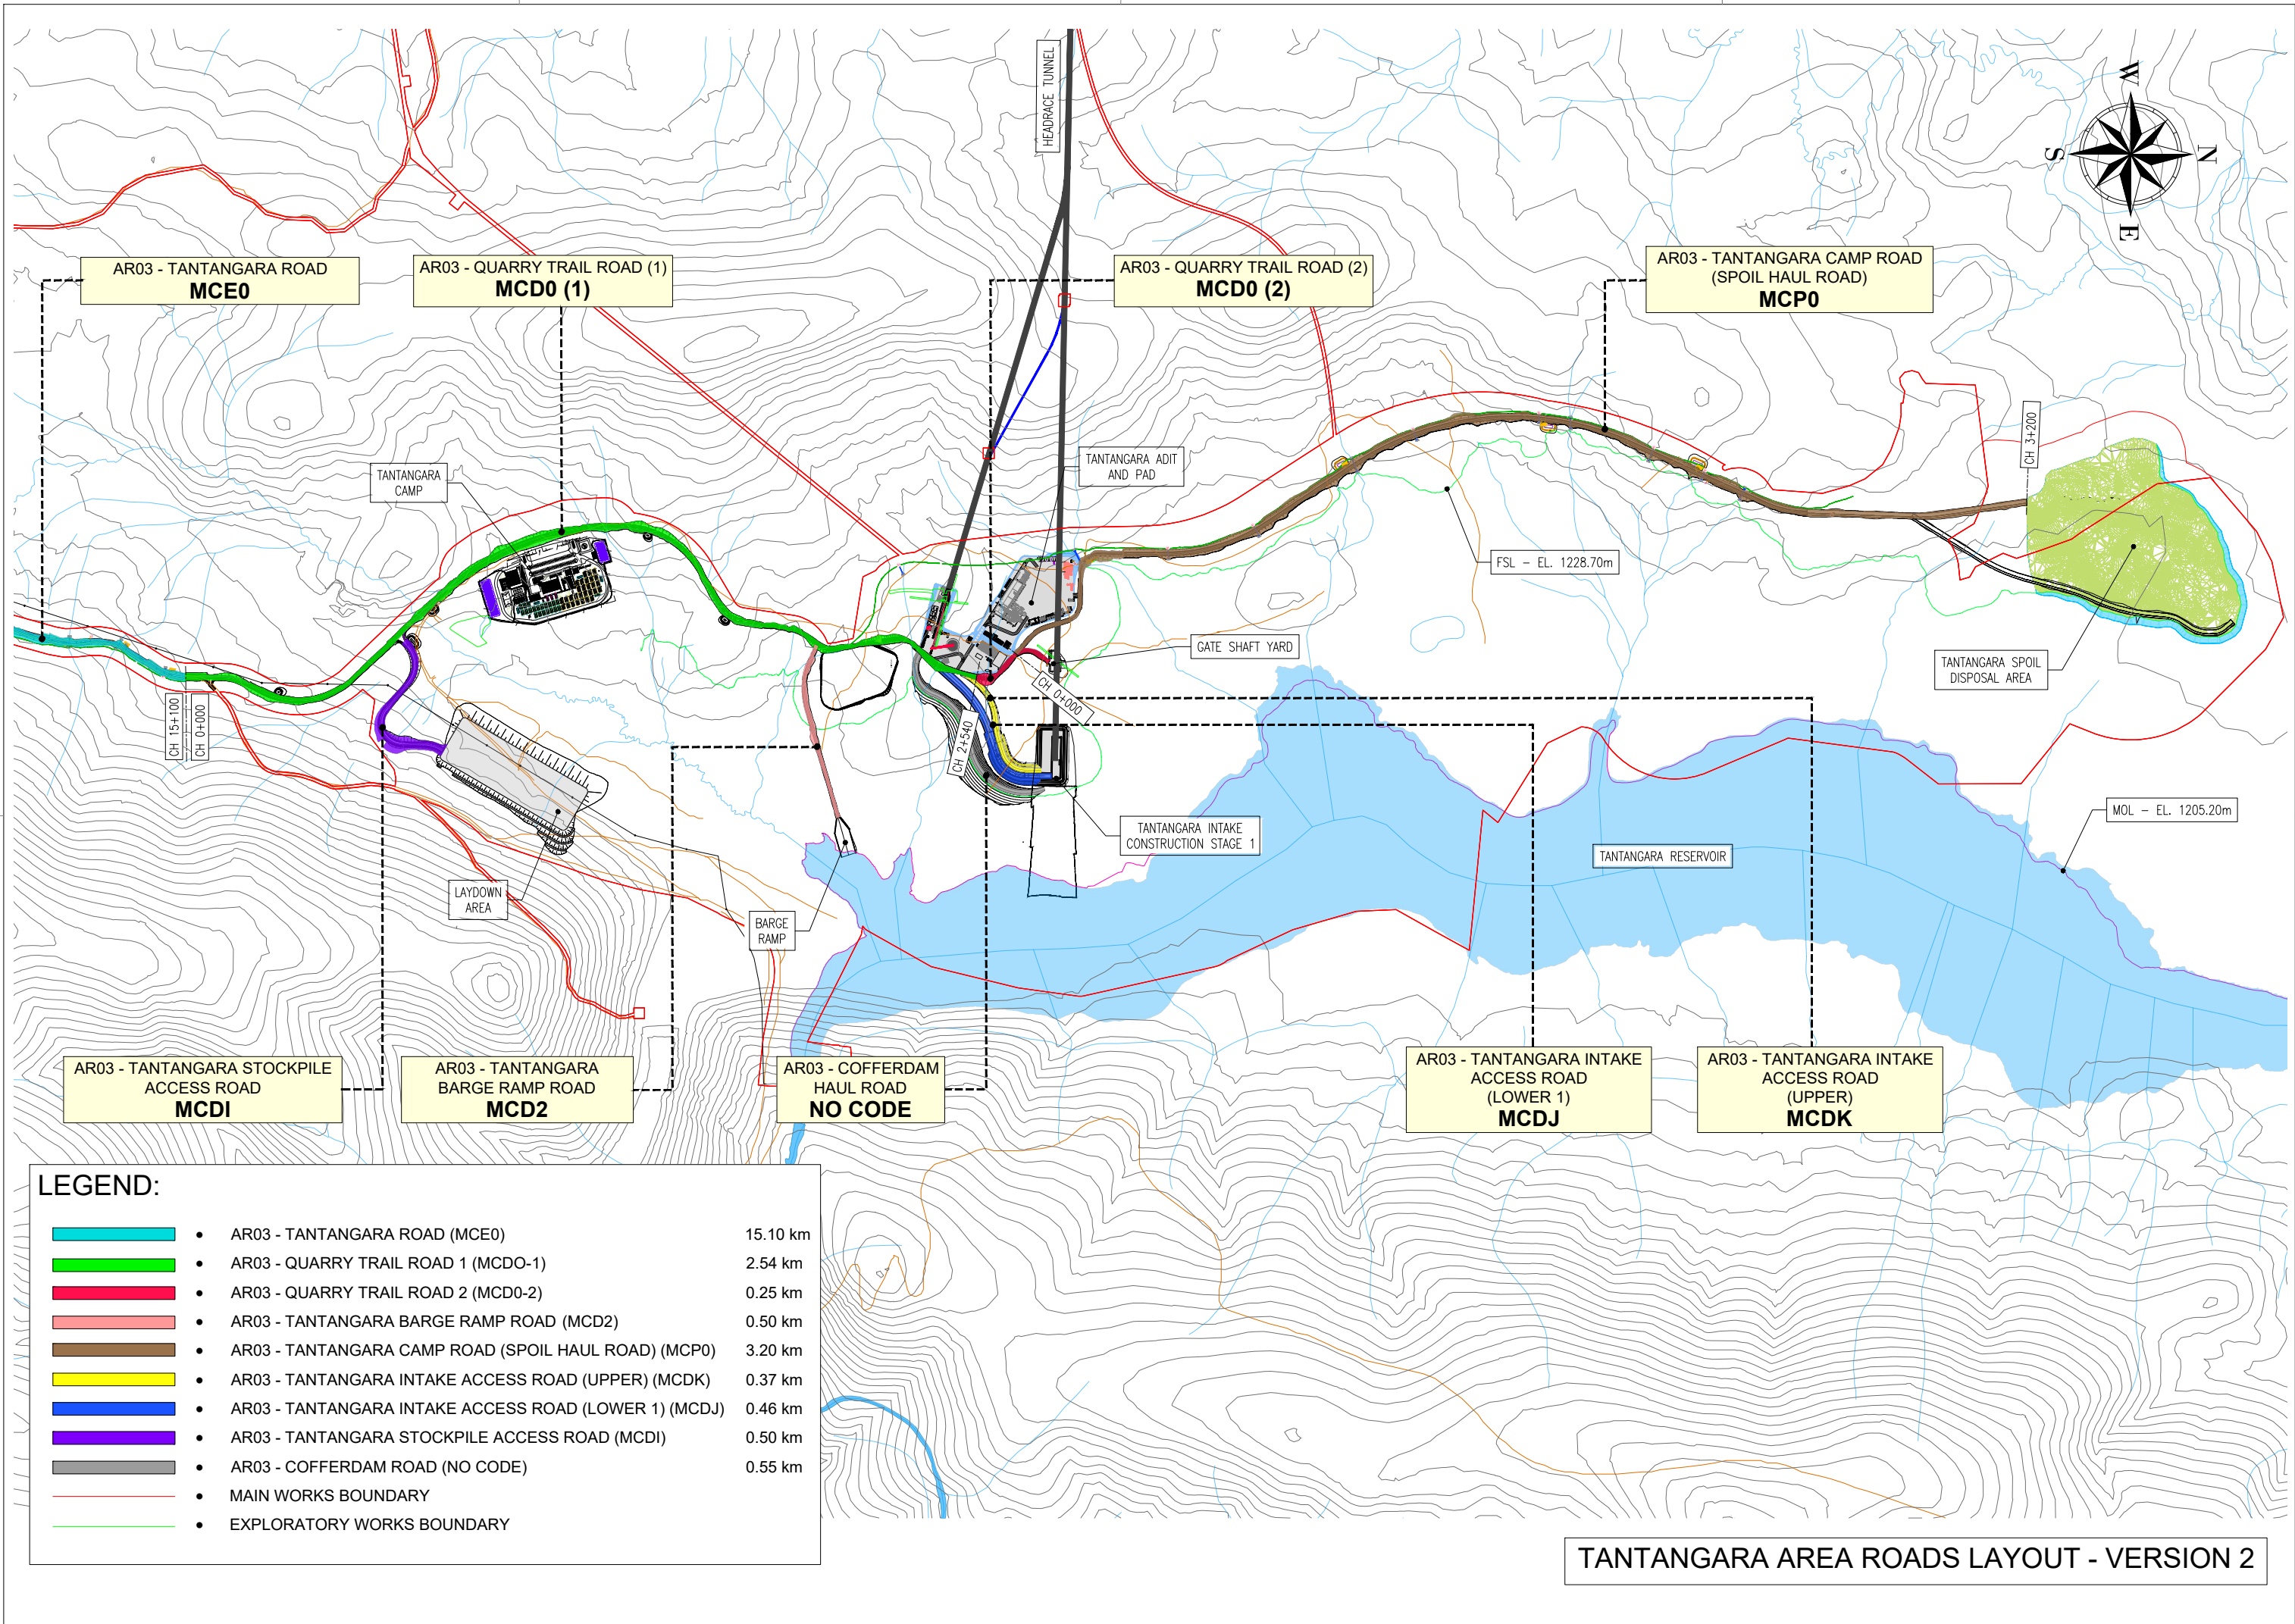 HEADRACE TUNNEL
W
N
S
E
AR03 - TANTANGARA ROAD
MCE0
AR03 - QUARRY TRAIL ROAD (1)
MCD0 (1)
AR03 - QUARRY TRAIL ROAD (2)
MCD0 (2)
AR03 - TANTANGARA CAMP ROAD
(SPOIL HAUL ROAD)
MCP0
TANTANGARA
CAMP
TANTANGARA ADIT
AND PAD
CH 3+200
FSL - EL. 1228.70m
GATE SHAFT YARD
TANTANGARA SPOIL
DISPOSAL AREA
CH 15+100
CH 0+000
CH 0+000
CH 2+540
TANTANGARA INTAKE
CONSTRUCTION STAGE 1
TANTANGARA RESERVOIR
MOL - EL. 1205.20m
LAYDOWN
AREA
BARGE
RAMP
AR03 - TANTANGARA STOCKPILE
ACCESS ROAD
MCDI
AR03 - TANTANGARA
BARGE RAMP ROAD
MCD2
AR03 - COFFERDAM
HAUL ROAD
NO CODE
AR03 - TANTANGARA INTAKE
ACCESS ROAD
(LOWER 1)
MCDJ
AR03 - TANTANGARA INTAKE
ACCESS ROAD
(UPPER)
MCDK
LEGEND:
• AR03 - TANTANGARA ROAD (MCE0) 15.10 km
• AR03 - QUARRY TRAIL ROAD 1 (MCDO-1) 2.54 km
• AR03 - QUARRY TRAIL ROAD 2 (MCD0-2) 0.25 km
• AR03 - TANTANGARA BARGE RAMP ROAD (MCD2) 0.50 km
• AR03 - TANTANGARA CAMP ROAD (SPOIL HAUL ROAD) (MCP0) 3.20 km
• AR03 - TANTANGARA INTAKE ACCESS ROAD (UPPER) (MCDK) 0.37 km
• AR03 - TANTANGARA INTAKE ACCESS ROAD (LOWER 1) (MCDJ) 0.46 km
• AR03 - TANTANGARA STOCKPILE ACCESS ROAD (MCDI) 0.50 km
• AR03 - COFFERDAM ROAD (NO CODE) 0.55 km
• MAIN WORKS BOUNDARY
• EXPLORATORY WORKS BOUNDARY
TANTANGARA AREA ROADS LAYOUT - VERSION 2